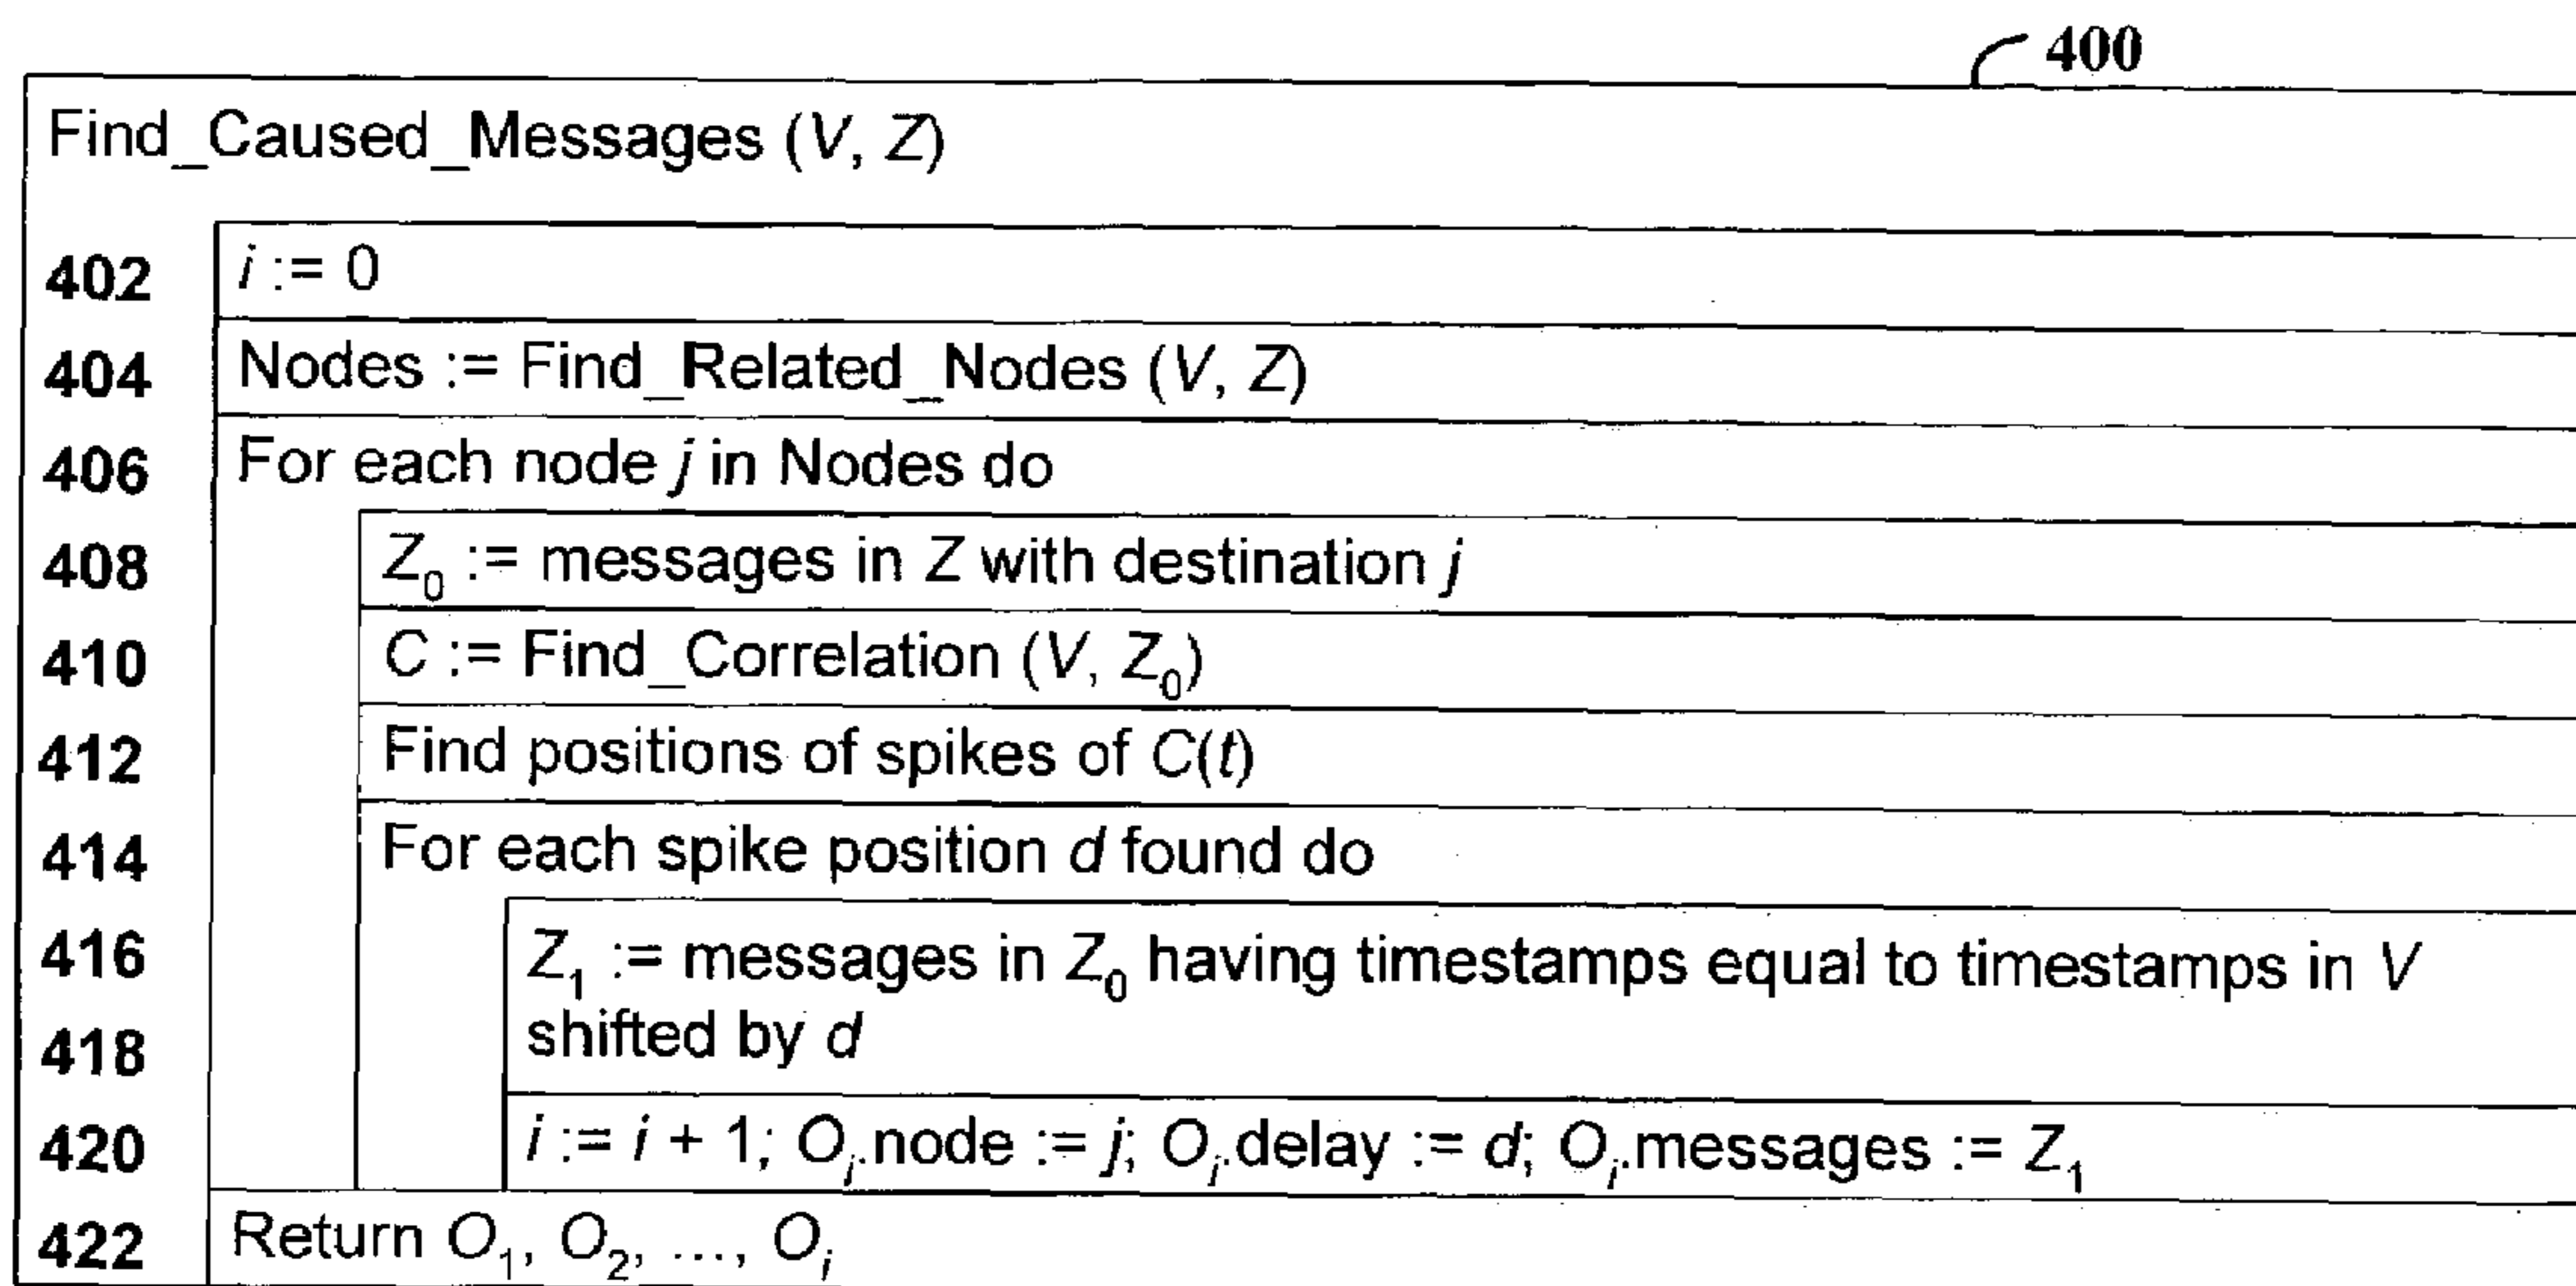 400
Find_Caused_Messages (V, Z)
402 i := 0
404 Nodes := Find_Related_Nodes (V, Z)
406 For each node j in Nodes do
408 Z₀ := messages in Z with destination j
410 C := Find_Correlation (V, Z₀)
412 Find positions of spikes of C(t)
414 For each spike position d found do
416 Z₁ := messages in Z₀ having timestamps equal to timestamps in V
418 shifted by d
420 i := i + 1; Oᵢ.node := j; Oᵢ.delay := d; Oᵢ.messages := Z₁
422 Return O₁, O₂, ..., Oᵢ